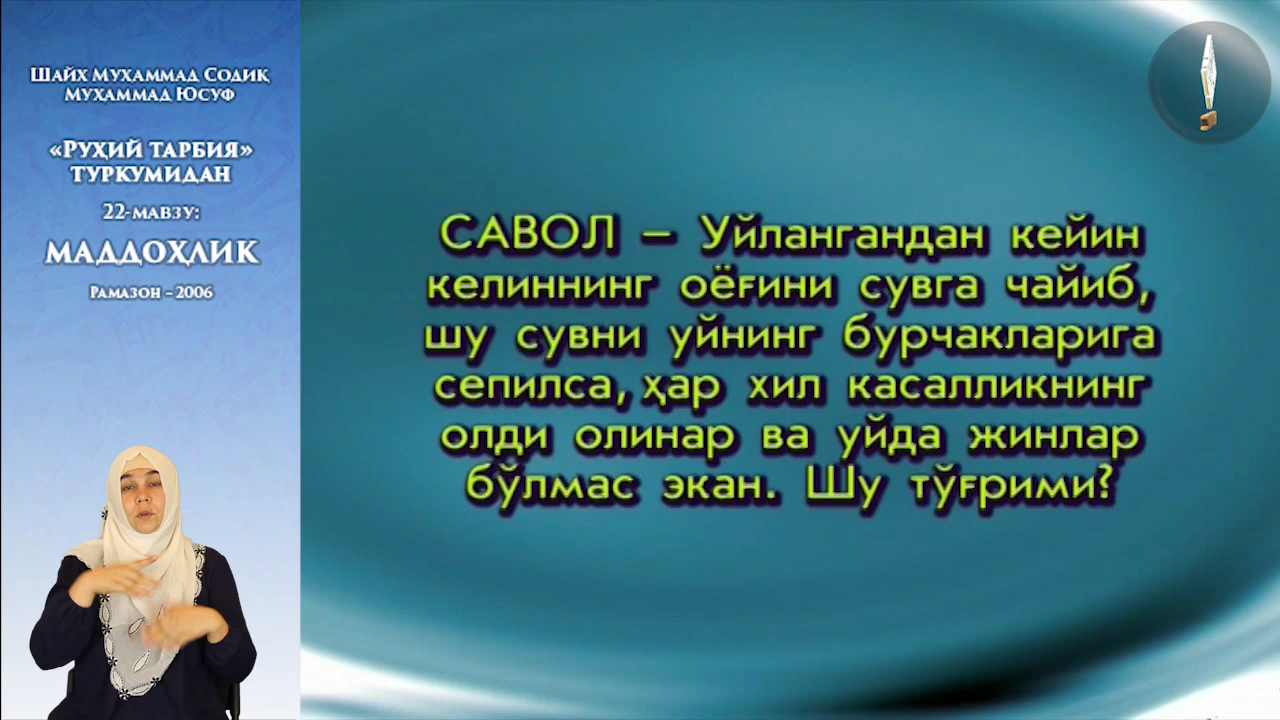 Шайх Муҳаммад Содиқ
Муҳаммад Юсуф
«Руҳий тарбия»
туркумидан
22-мавзу:
МАДДОҲЛИК
Рамазон – 2006
САВОЛ – Уйлангандан кейин
келиннинг оёғини сувга чайиб,
шу сувни уйнинг бурчакларига
сепилса, ҳар хил касалликнинг
олди олинар ва уйда жинлар
бўлмас экан. Шу тўғрими?